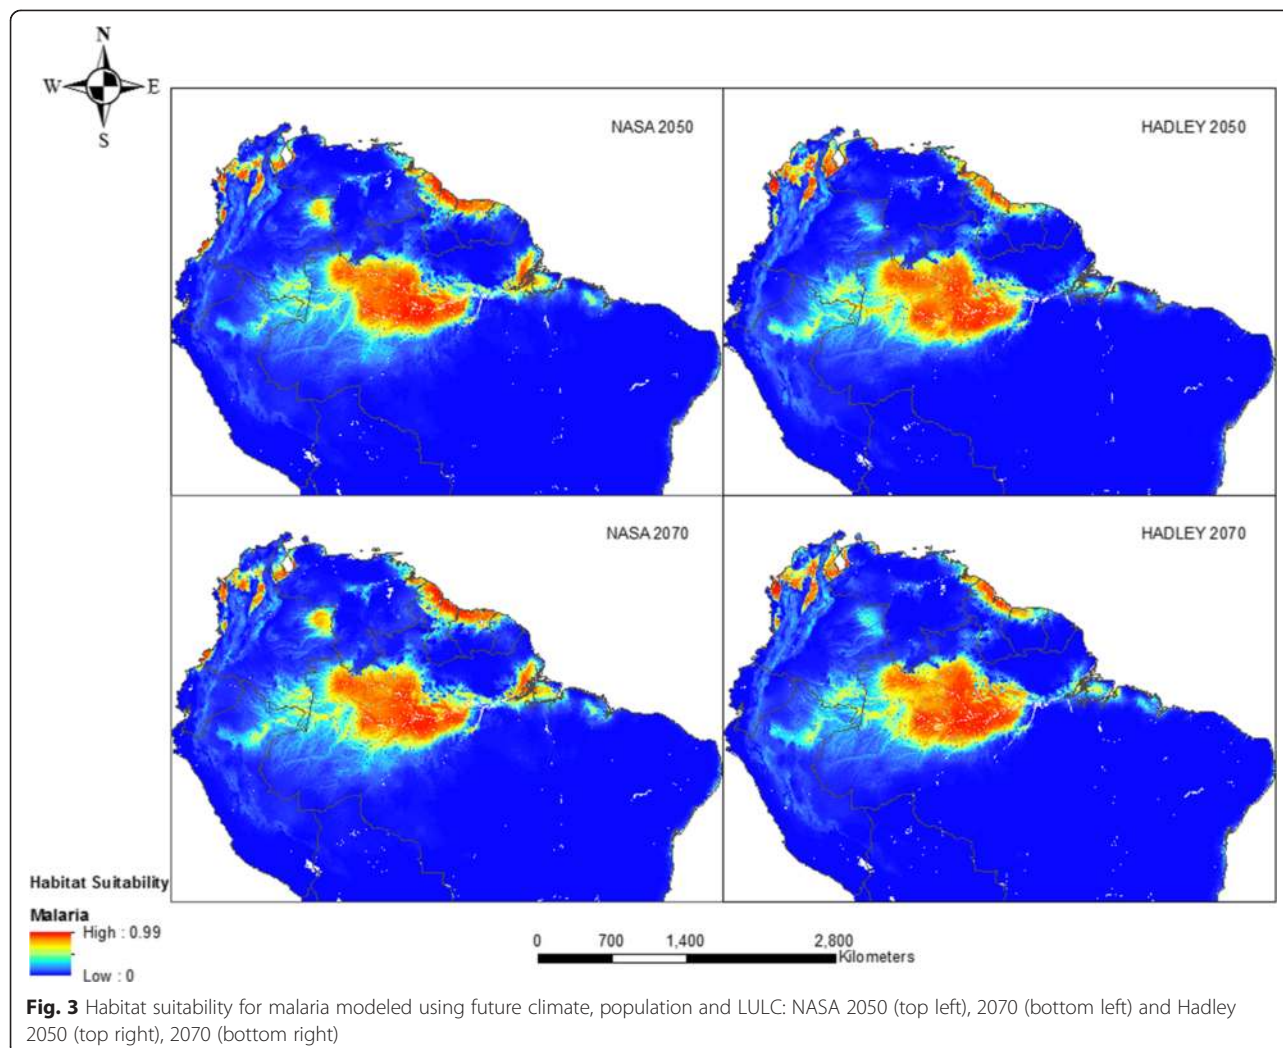 N
W E
S
NASA 2050
HADLEY 2050
NASA 2070
HADLEY 2070
Habitat Suitability
Malaria
High : 0.99
Low : 0
0 700 1,400 2,800
Kilometers
Fig. 3 Habitat suitability for malaria modeled using future climate, population and LULC: NASA 2050 (top left), 2070 (bottom left) and Hadley
2050 (top right), 2070 (bottom right)